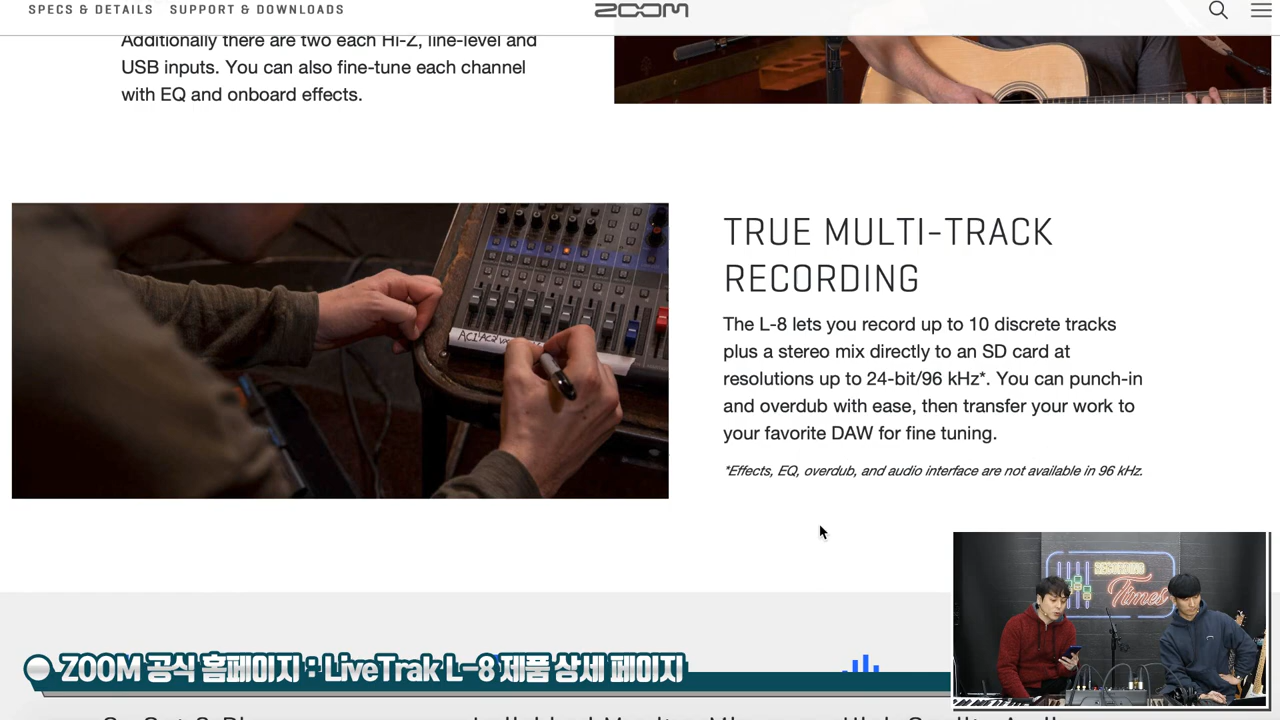 SPECS & DETAILS SUPPORT & DOWNLOADS
ZOOM
Additionally there are two each Hi-Z, line-level and
USB inputs. You can also fine-tune each channel
with EQ and onboard effects.
TRUE MULTI-TRACK
RECORDING
The L-8 lets you record up to 10 discrete tracks
plus a stereo mix directly to an SD card at
resolutions up to 24-bit/96 kHz*. You can punch-in
and overdub with ease, then transfer your work to
your favorite DAW for fine tuning.
*Effects, EQ, overdub, and audio interface are not available in 96 kHz.
Times
ZOOM 공식 홈페이지 : LiveTrak L-8 제품 상세 페이지